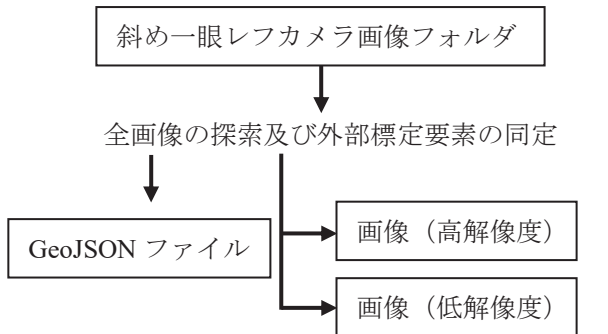 斜め一眼レフカメラ画像フォルダ
全画像の探索及び外部標定要素の同定
GeoJSON ファイル
画像（高解像度）
画像（低解像度）